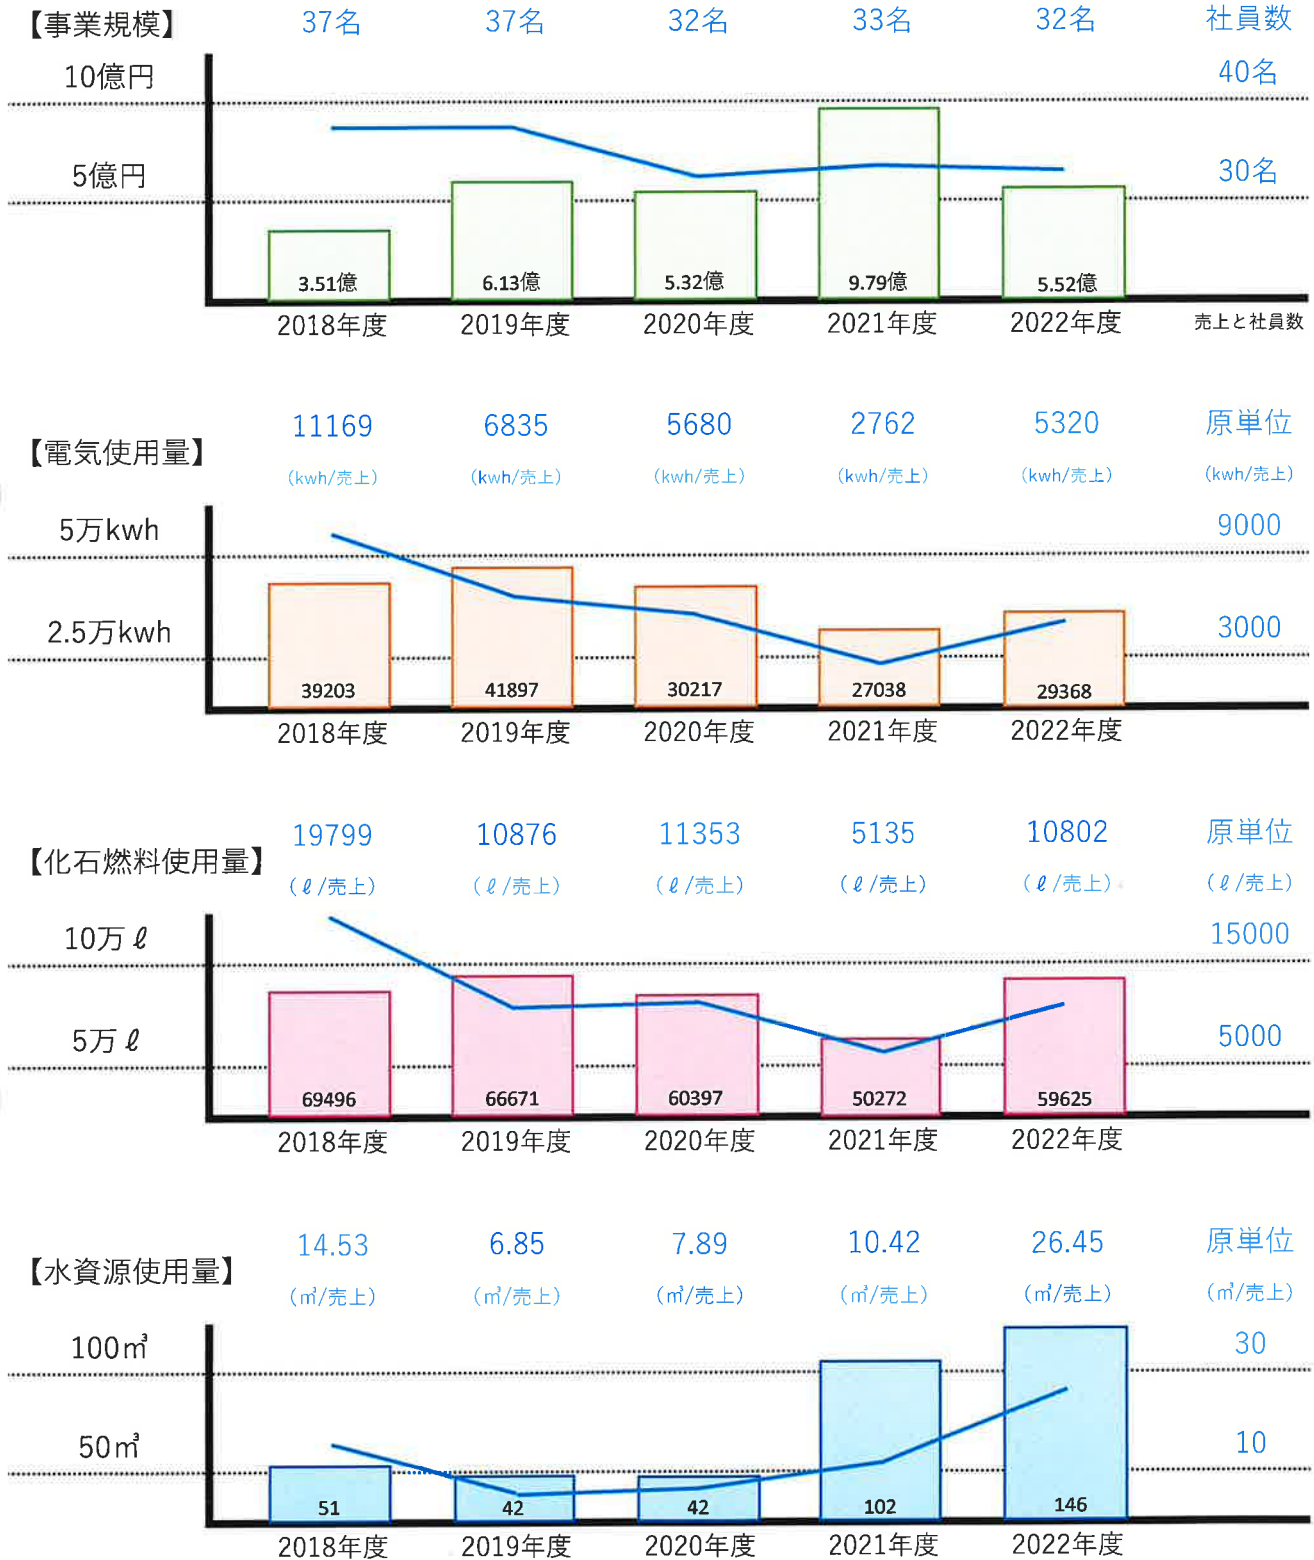 【事業規模】 37名 37名 32名 33名 32名 社員数
10億円 40名
5億円 30名
3.51億 6.13億 5.32億 9.79億 5.52億
2018年度 2019年度 2020年度 2021年度 2022年度 売上と社員数
【電気使用量】 11169 6835 5680 2762 5320 原単位
(kwh/売上) (kwh/売上) (kwh/売上) (kwh/売上) (kwh/売上) (kwh/売上)
5万kwh 9000
2.5万kwh 3000
39203 41897 30217 27038 29368
2018年度 2019年度 2020年度 2021年度 2022年度
【化石燃料使用量】 19799 10876 11353 5135 10802 原単位
(ℓ/売上) (ℓ/売上) (ℓ/売上) (ℓ/売上) (ℓ/売上) (ℓ/売上)
10万ℓ 15000
5万ℓ 5000
69496 66671 60397 50272 59625
2018年度 2019年度 2020年度 2021年度 2022年度
【水資源使用量】 14.53 6.85 7.89 10.42 26.45 原単位
(㎥/売上) (㎥/売上) (㎥/売上) (㎥/売上) (㎥/売上) (㎥/売上)
100㎥ 30
50㎥ 10
51 42 42 102 146
2018年度 2019年度 2020年度 2021年度 2022年度